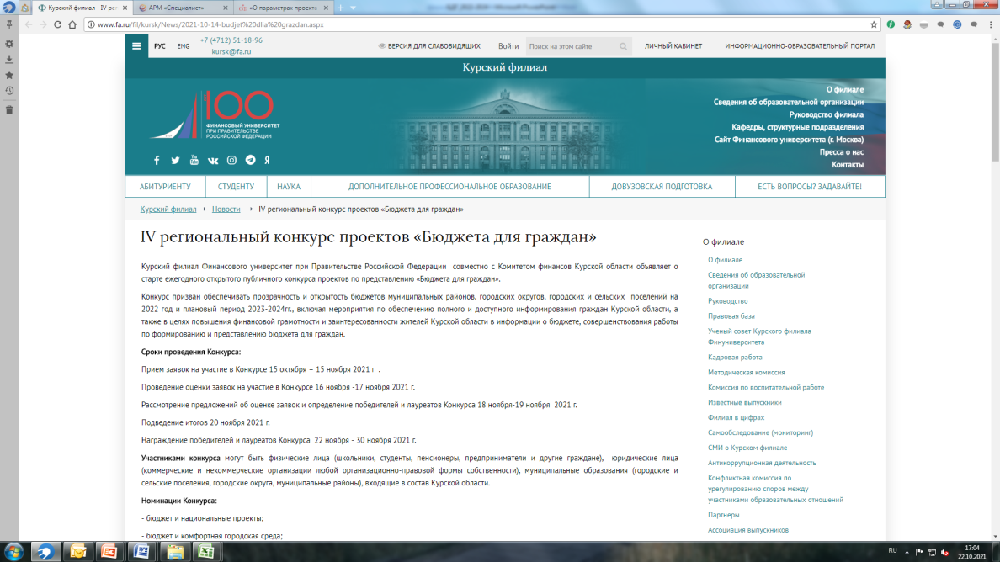 Курский филиал - IV рег
АРМ «Специалист»
«О параметрах проекта
www.fa.ru/fil/kursk/News/2021-10-14-budjet%20dlia%20grazdan.aspx
РУС ENG +7 (4712) 51-18-96
kursk@fa.ru
ВЕРСИЯ ДЛЯ СЛАБОВИДЯЩИХ Войти Поиск на этом сайте ЛИЧНЫЙ КАБИНЕТ ИНФОРМАЦИОННО-ОБРАЗОВАТЕЛЬНЫЙ ПОРТАЛ
Курский филиал
100
ФИНАНСОВЫЙ УНИВЕРСИТЕТ
ПРИ ПРАВИТЕЛЬСТВЕ
РОССИЙСКОЙ ФЕДЕРАЦИИ
О филиале
Сведения об образовательной организации
Руководство филиала
Кафедры, структурные подразделения
Сайт Финансового университета (г. Москва)
Пресса о нас
Контакты
АБИТУРИЕНТУ СТУДЕНТУ НАУКА ДОПОЛНИТЕЛЬНОЕ ПРОФЕССИОНАЛЬНОЕ ОБРАЗОВАНИЕ ДОВУЗОВСКАЯ ПОДГОТОВКА ЕСТЬ ВОПРОСЫ? ЗАДАВАЙТЕ!
Курский филиал Новости IV региональный конкурс проектов «Бюджета для граждан»
IV региональный конкурс проектов «Бюджета для граждан»
Курский филиал Финансового университет при Правительстве Российской Федерации совместно с Комитетом финансов Курской области объявляет о
старте ежегодного открытого публичного конкурса проектов по представлению «Бюджета для граждан».
Конкурс призван обеспечивать прозрачность и открытость бюджетов муниципальных районов, городских округов, городских и сельских поселений на
2022 год и плановый период 2023-2024гг., включая мероприятия по обеспечению полного и доступного информирования граждан Курской области, а
также в целях повышения финансовой грамотности и заинтересованности жителей Курской области в информации о бюджете, совершенствования работы
по формированию и представлению бюджета для граждан.
Сроки проведения Конкурса:
Прием заявок на участие в Конкурсе 15 октября – 15 ноября 2021 г .
Проведение оценки заявок на участие в Конкурсе 16 ноября -17 ноября 2021 г.
Рассмотрение предложений об оценке заявок и определение победителей и лауреатов Конкурса 18 ноября-19 ноября 2021 г.
Подведение итогов 20 ноября 2021 г.
Награждение победителей и лауреатов Конкурса 22 ноября - 30 ноября 2021 г.
Участниками конкурса могут быть физические лица (школьники, студенты, пенсионеры, предприниматели и другие граждане), юридические лица
(коммерческие и некоммерческие организации любой организационно-правовой формы собственности), муниципальные образования (городские и
сельские поселения, городские округа, муниципальные районы), входящие в состав Курской области.
Номинации Конкурса:
- бюджет и национальные проекты;
- бюджет и комфортная городская среда;
О филиале
О филиале
Сведения об образовательной
организации
Руководство
Правовая база
Ученый совет Курского филиала
Финуниверситета
Кадровая работа
Методическая комиссия
Комиссия по воспитательной работе
Известные выпускники
Филиал в цифрах
Самообследование (мониторинг)
СМИ о Курском филиале
Антикоррупционная деятельность
Конфликтная комиссия по
урегулированию споров между
участниками образовательных отношений
Партнеры
Ассоциация выпускников
RU
17:04
22.10.2021